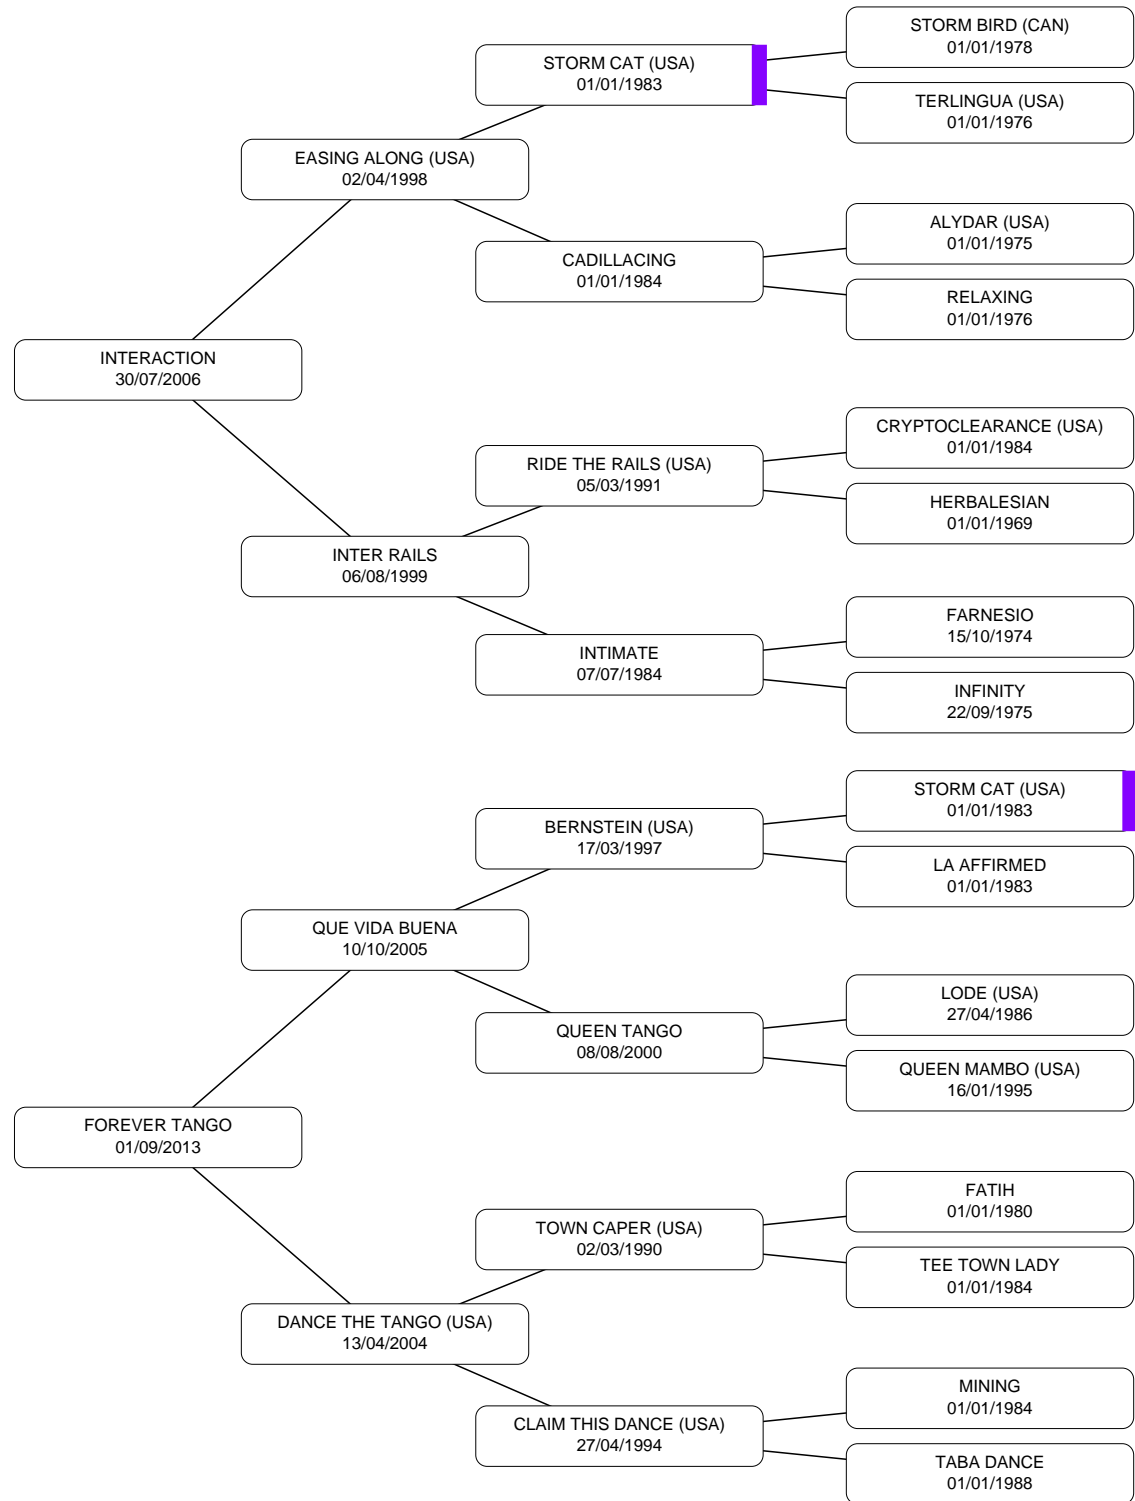 STORM BIRD (CAN)
01/01/1978
STORM CAT (USA)
01/01/1983
TERLINGUA (USA)
01/01/1976
EASING ALONG (USA)
02/04/1998
ALYDAR (USA)
01/01/1975
CADILLACING
01/01/1984
RELAXING
01/01/1976
INTERACTION
30/07/2006
CRYPTOCLEARANCE (USA)
01/01/1984
RIDE THE RAILS (USA)
05/03/1991
HERBALESIAN
01/01/1969
INTER RAILS
06/08/1999
FARNESIO
15/10/1974
INTIMATE
07/07/1984
INFINITY
22/09/1975
STORM CAT (USA)
01/01/1983
BERNSTEIN (USA)
17/03/1997
LA AFFIRMED
01/01/1983
QUE VIDA BUENA
10/10/2005
LODE (USA)
27/04/1986
QUEEN TANGO
08/08/2000
QUEEN MAMBO (USA)
16/01/1995
FOREVER TANGO
01/09/2013
FATIH
01/01/1980
TOWN CAPER (USA)
02/03/1990
TEE TOWN LADY
01/01/1984
DANCE THE TANGO (USA)
13/04/2004
MINING
01/01/1984
CLAIM THIS DANCE (USA)
27/04/1994
TABA DANCE
01/01/1988